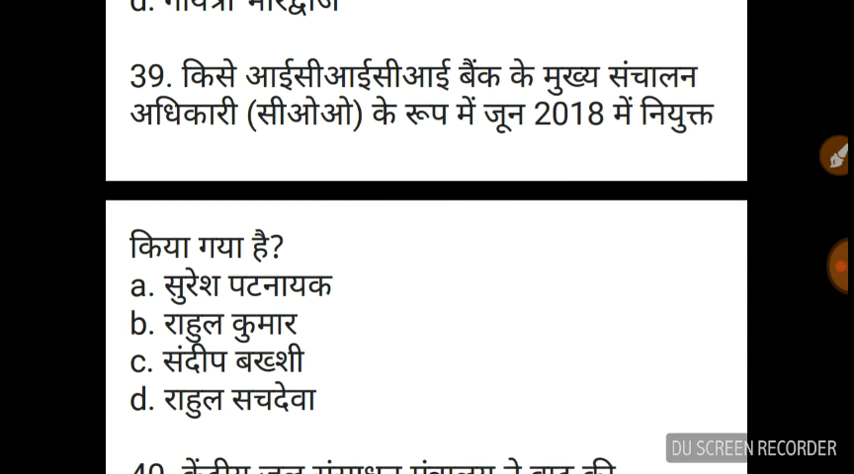 39. किसे आईसीआईसीआई बैंक के मुख्य संचालन
अधिकारी (सीओओ) के रूप में जून 2018 में नियुक्त
किया गया है?
a. सुरेश पटनायक
b. राहुल कुमार
c. संदीप बख्शी
d. राहुल सचदेवा
DU SCREEN RECORDER